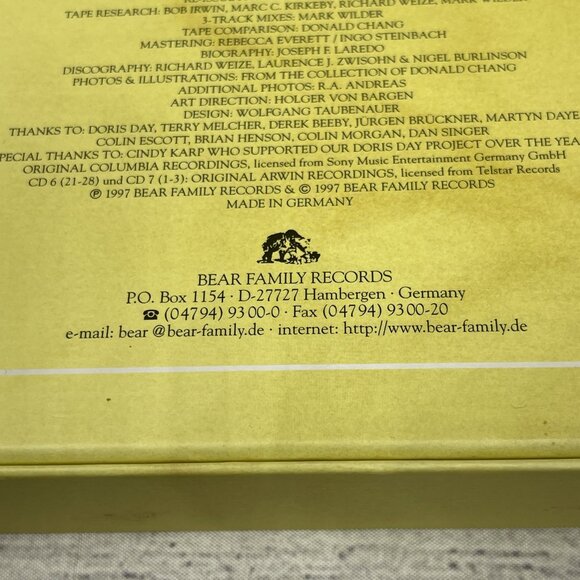 TAPE RESEARCH: BOB IRWIN, MARC C. KIRKEBY, RICHARD WEIZE, MARK WILDER
3-TRACK MIXES: MARK WILDER
TAPE COMPARISON: DONALD CHANG
MASTERING: REBECCA EVERETT / INGO STEINBACH
BIOGRAPHY: JOSEPH F. LAREDO
DISCOGRAPHY: RICHARD WEIZE, LAURENCE J. ZWISOHN & NIGEL BURLINSON
PHOTOS & ILLUSTRATIONS: FROM THE COLLECTION OF DONALD CHANG
ADDITIONAL PHOTOS: R.A. ANDREAS
ART DIRECTION: HOLGER VON BARGEN
DESIGN: WOLFGANG TAUBENAUER
THANKS TO: DORIS DAY, TERRY MELCHER, DEREK BEEBY, JÜRGEN BRÜCKNER, MARTYN DAYE
COLIN ESCOTT, BRIAN HENSON, COLIN MORGAN, DAN SINGER
PECIAL THANKS TO: CINDY KARP WHO SUPPORTED OUR DORIS DAY PROJECT OVER THE YEA
ORIGINAL COLUMBIA RECORDINGS, licensed from Sony Music Entertainment Germany GmbH
CD 6 (21-28) und CD 7 (1-3): ORIGINAL ARWIN RECORDINGS, licensed from Telstar Records
℗ 1997 BEAR FAMILY RECORDS & © 1997 BEAR FAMILY RECORDS
MADE IN GERMANY
BEAR FAMILY RECORDS
P.O. Box 1154 · D-27727 Hambergen · Germany
☎ (04794) 9300-0 · Fax (04794) 9300-20
e-mail: bear @bear-family.de · internet: http://www.bear-family.de